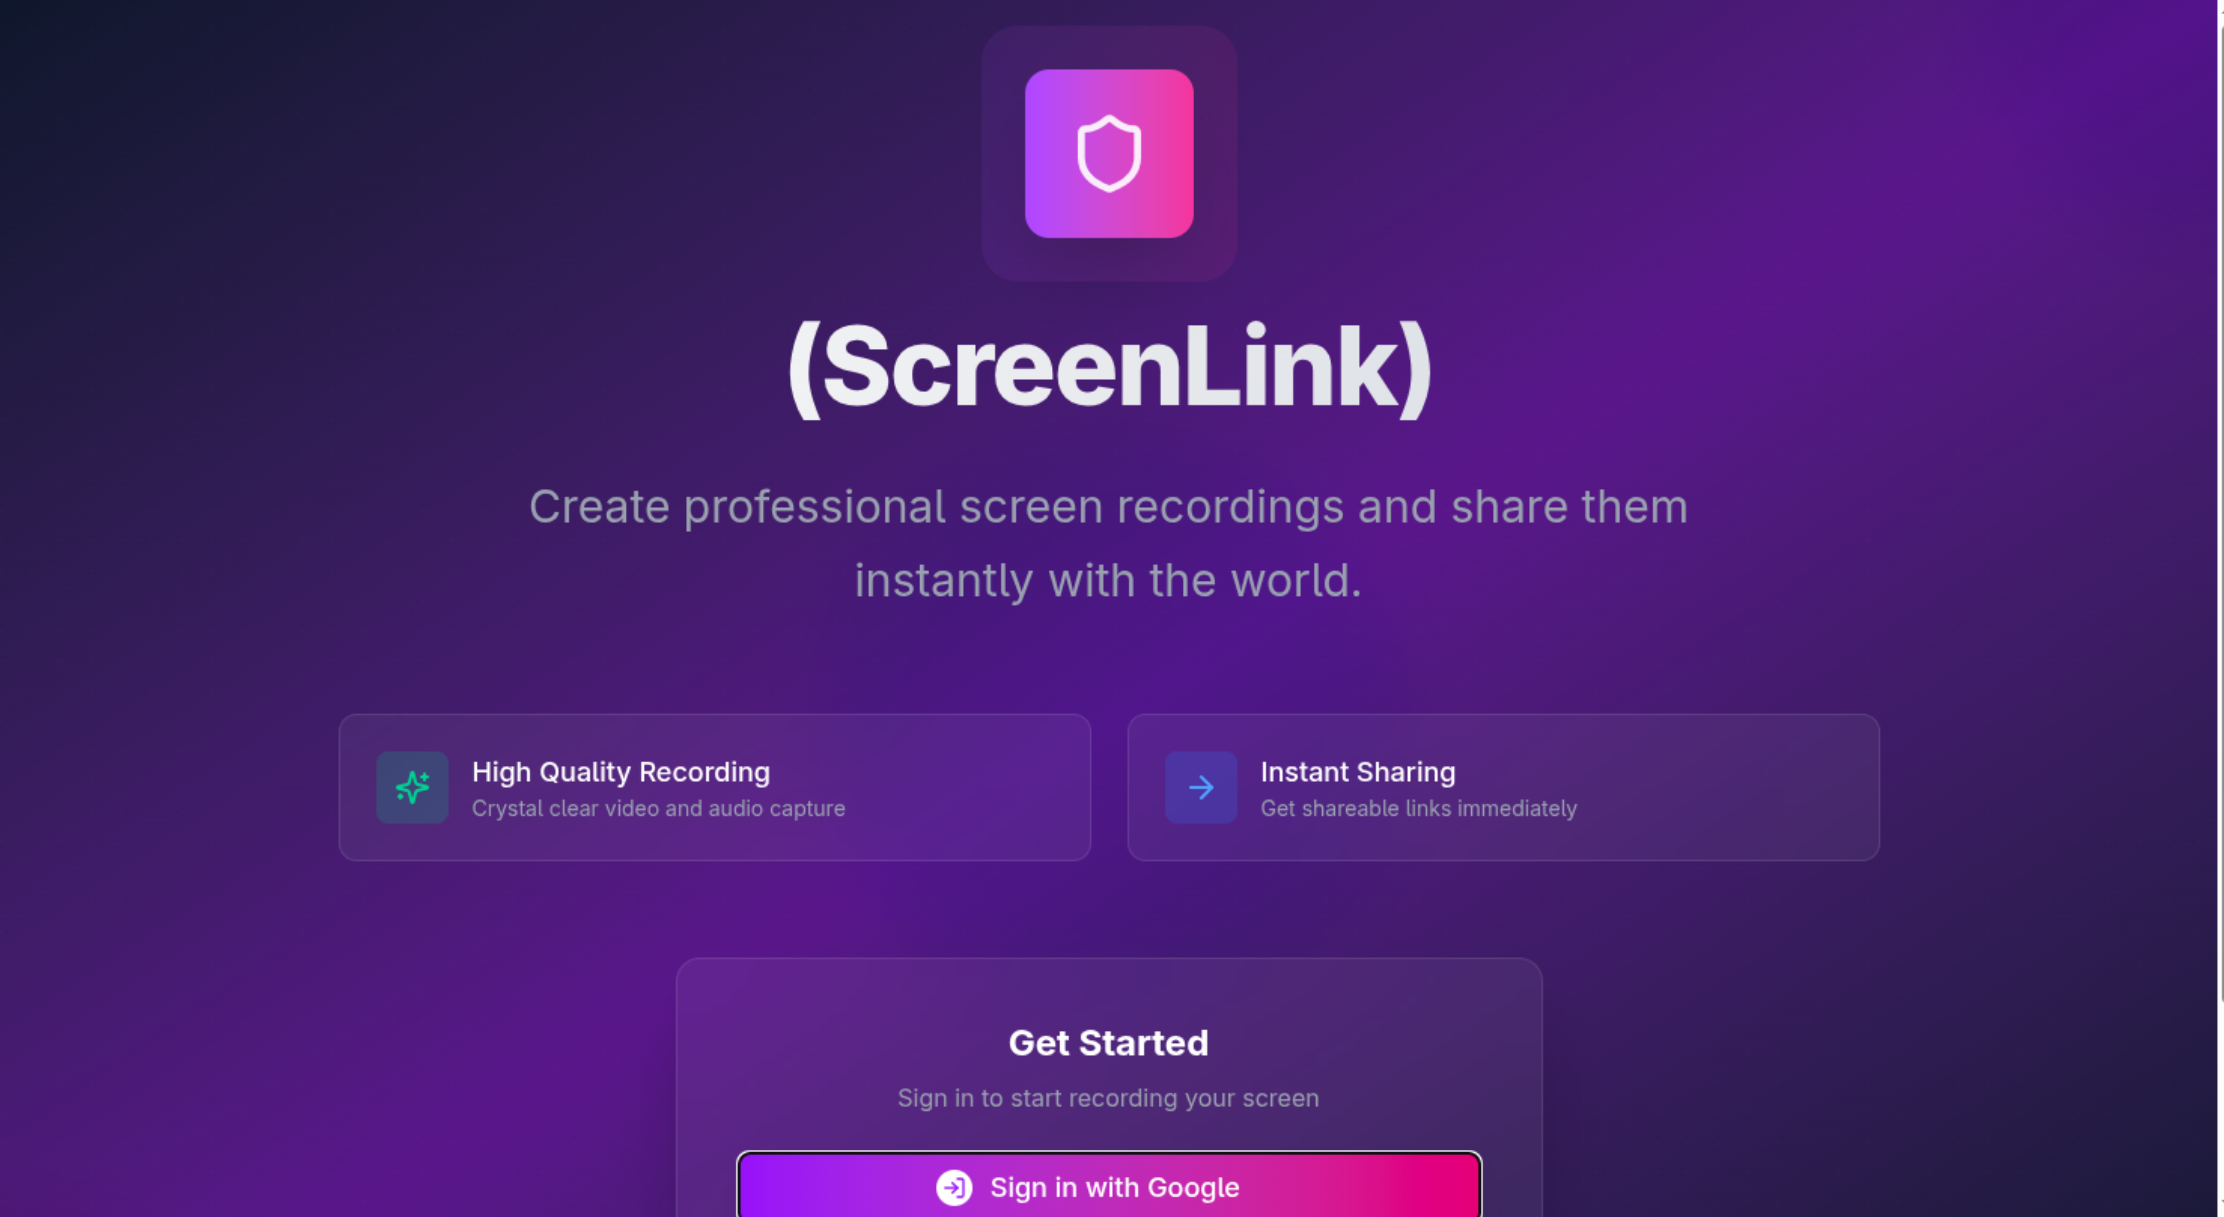 (ScreenLink)
Create professional screen recordings and share them
instantly with the world.
High Quality Recording
Crystal clear video and audio capture
Instant Sharing
Get shareable links immediately
Get Started
Sign in to start recording your screen
Sign in with Google